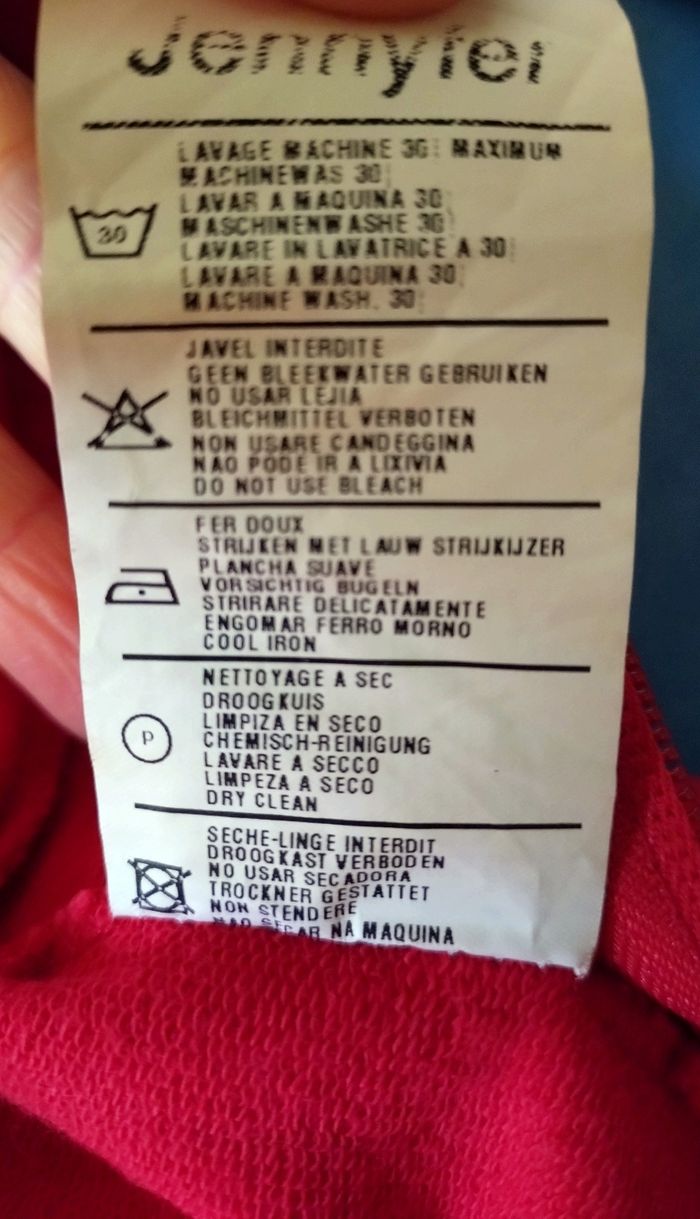 Jennyfer
LAVAGE MACHINE 30° MAXIMUM
MACHINEWAS 30°
LAVAR A MAQUINA 30°
MASCHINENWASHE 30°
30
LAVARE IN LAVATRICE A 30°
LAVARE A MAQUINA 30°
MACHINE WASH. 30°
JAVEL INTERDITE
GEEN BLEEKWATER GEBRUIKEN
NO USAR LEJIA
BLEICHMITTEL VERBOTEN
NON USARE CANDEGGINA
NAO PODE IR A LIXIVIA
DO NOT USE BLEACH
FER DOUX
STRIJKEN MET LAUW STRIJKIJZER
PLANCHA SUAVE
VORSICHTIG BUGELN
STRIRARE DELICATAMENTE
ENGOMAR FERRO MORNO
COOL IRON
NETTOYAGE A SEC
DROOGKUIS
LIMPIZA EN SECO
P
CHEMISCH-REINIGUNG
LAVARE A SECCO
LIMPEZA A SECO
DRY CLEAN
SECHE-LINGE INTERDIT
DROOGKAST VERBODEN
NO USAR SECADORA
TROCKNER GESTATTET
NON STENDERE
NAO SECAR NA MAQUINA